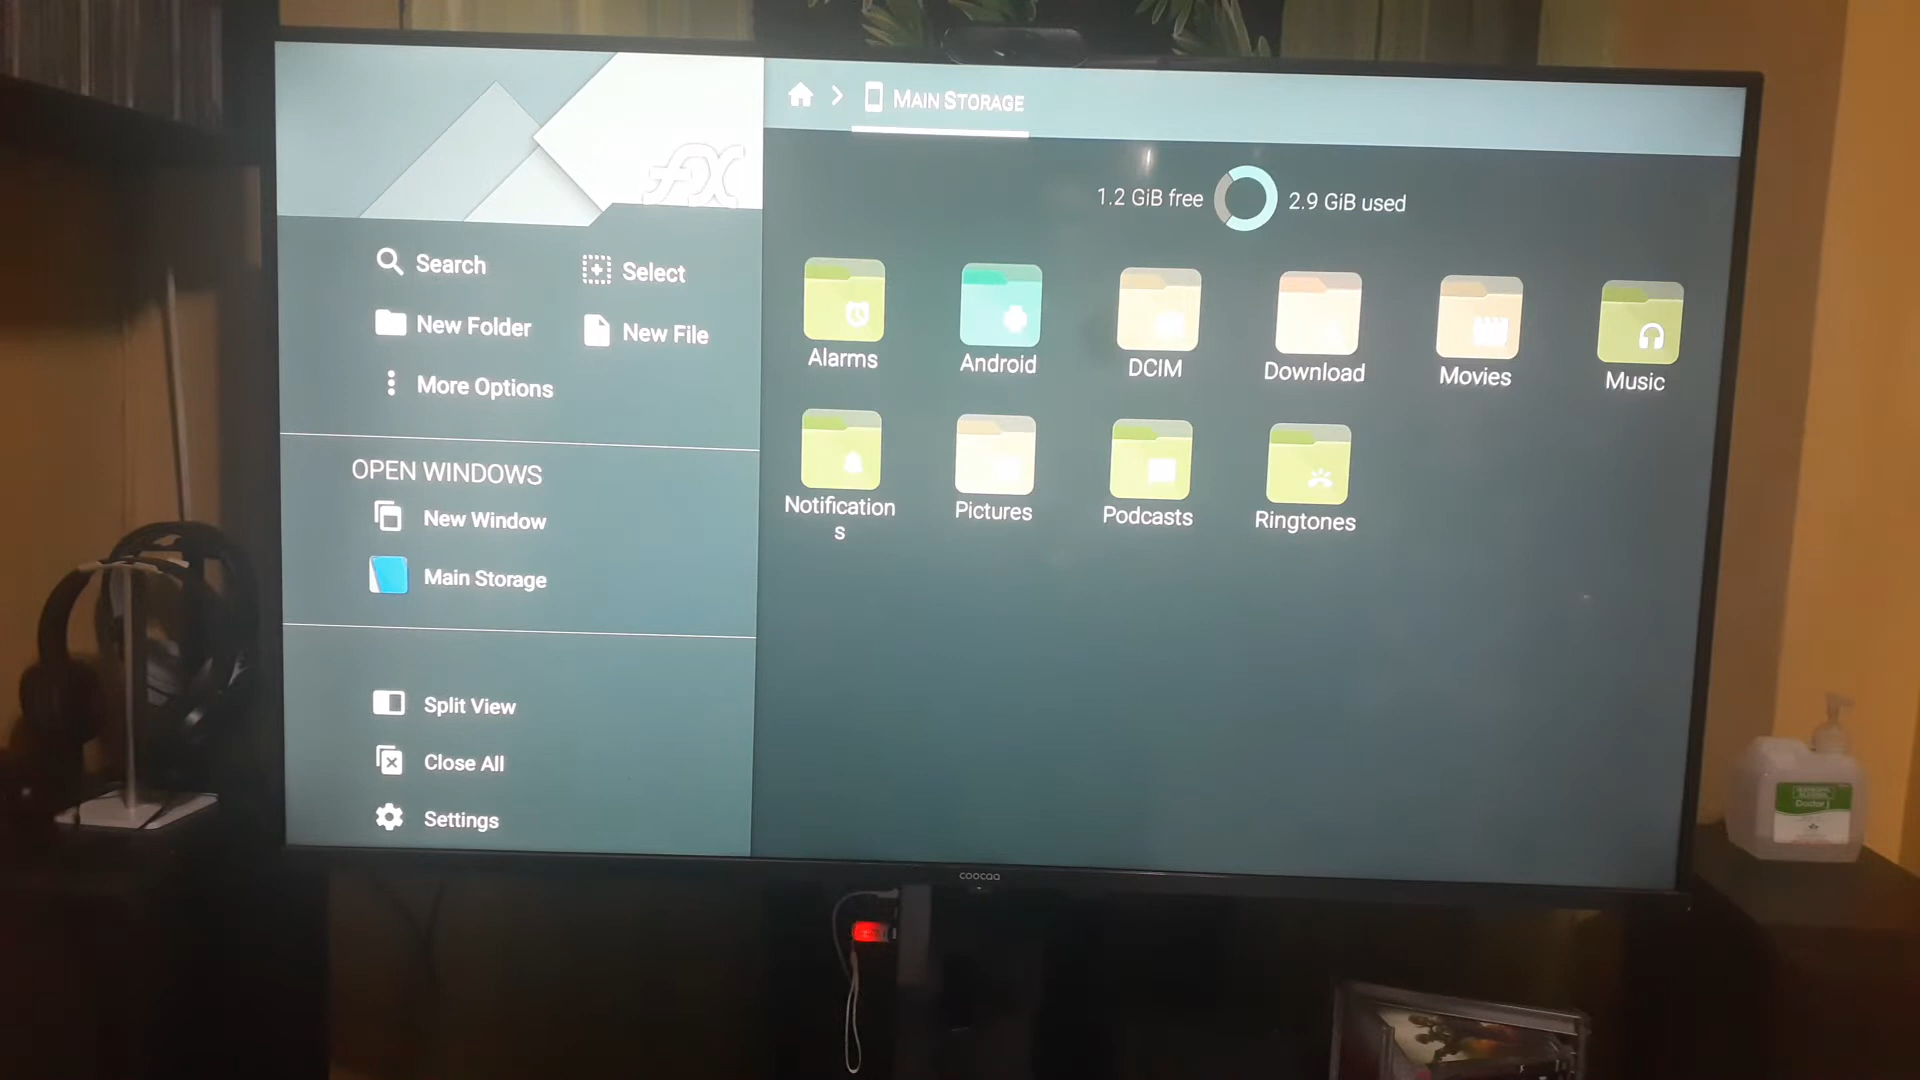 MAIN STORAGE
fx
1.2 GiB free
2.9 GiB used
Search
Select
New Folder
New File
More Options
OPEN WINDOWS
New Window
Main Storage
Split View
Close All
Settings
Alarms
Android
DCIM
Download
Movies
Music
Notification
s
Pictures
Podcasts
Ringtones
coocaa
Doctor J